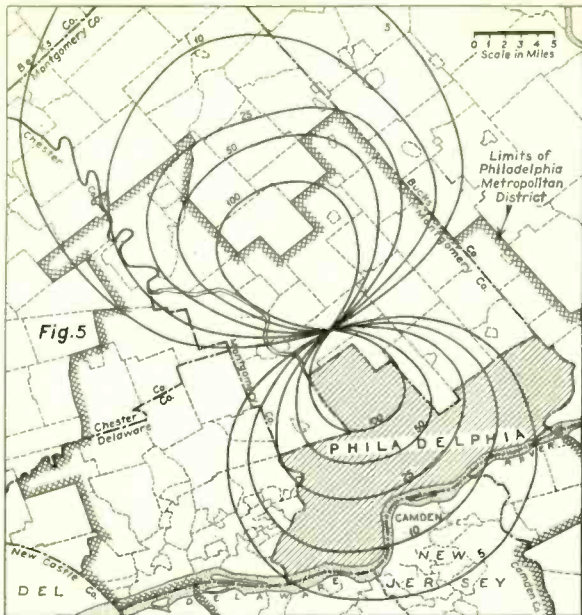 Berks Co.
Montgomery Co.
10
5
0 1 2 3 4 5
Scale in Miles
Chester
25
50
100
Limits of
Philadelphia
Metropolitan
District
Bucks Co.
Montgomery Co.
Fig.5
Montgomery Co.
Chester Co.
Delaware Co.
100
50
PHILADELPHIA
25
RIVER
CAMDEN
10
NEW 5
JERSEY
New Castle Co.
DEL
DELAWARE
Camden